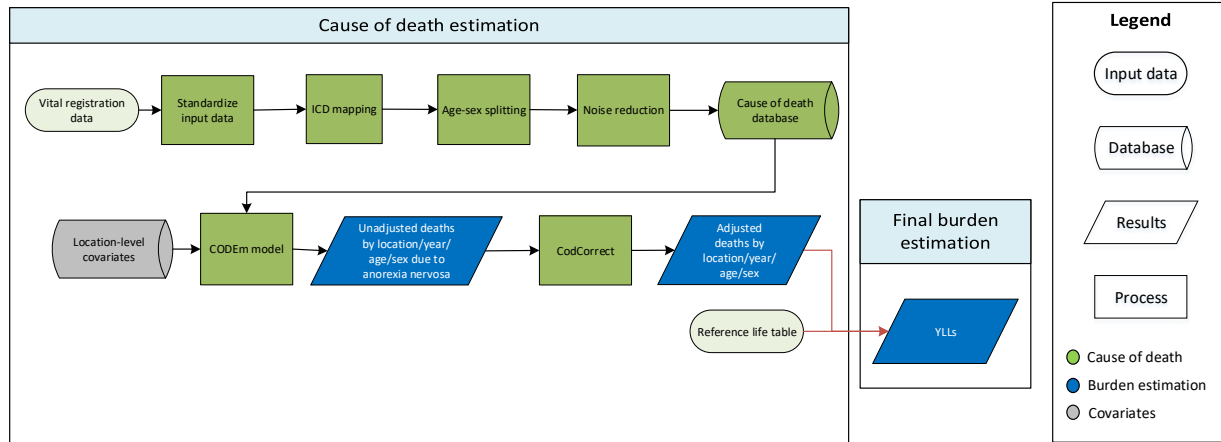 Cause of death estimation
Vital registration
data
Standardize
input data
ICD mapping
Age-sex splitting
Noise reduction
Cause of death
database
Location-level
covariates
CODEm model
Unadjusted deaths
by location/year/
age/sex due to
anorexia nervosa
CodCorrect
Adjusted
deaths by
location/year/
age/sex
Reference life table
Final burden
estimation
YLLs
Legend
Input data
Database
Results
Process
Cause of death
Burden estimation
Covariates